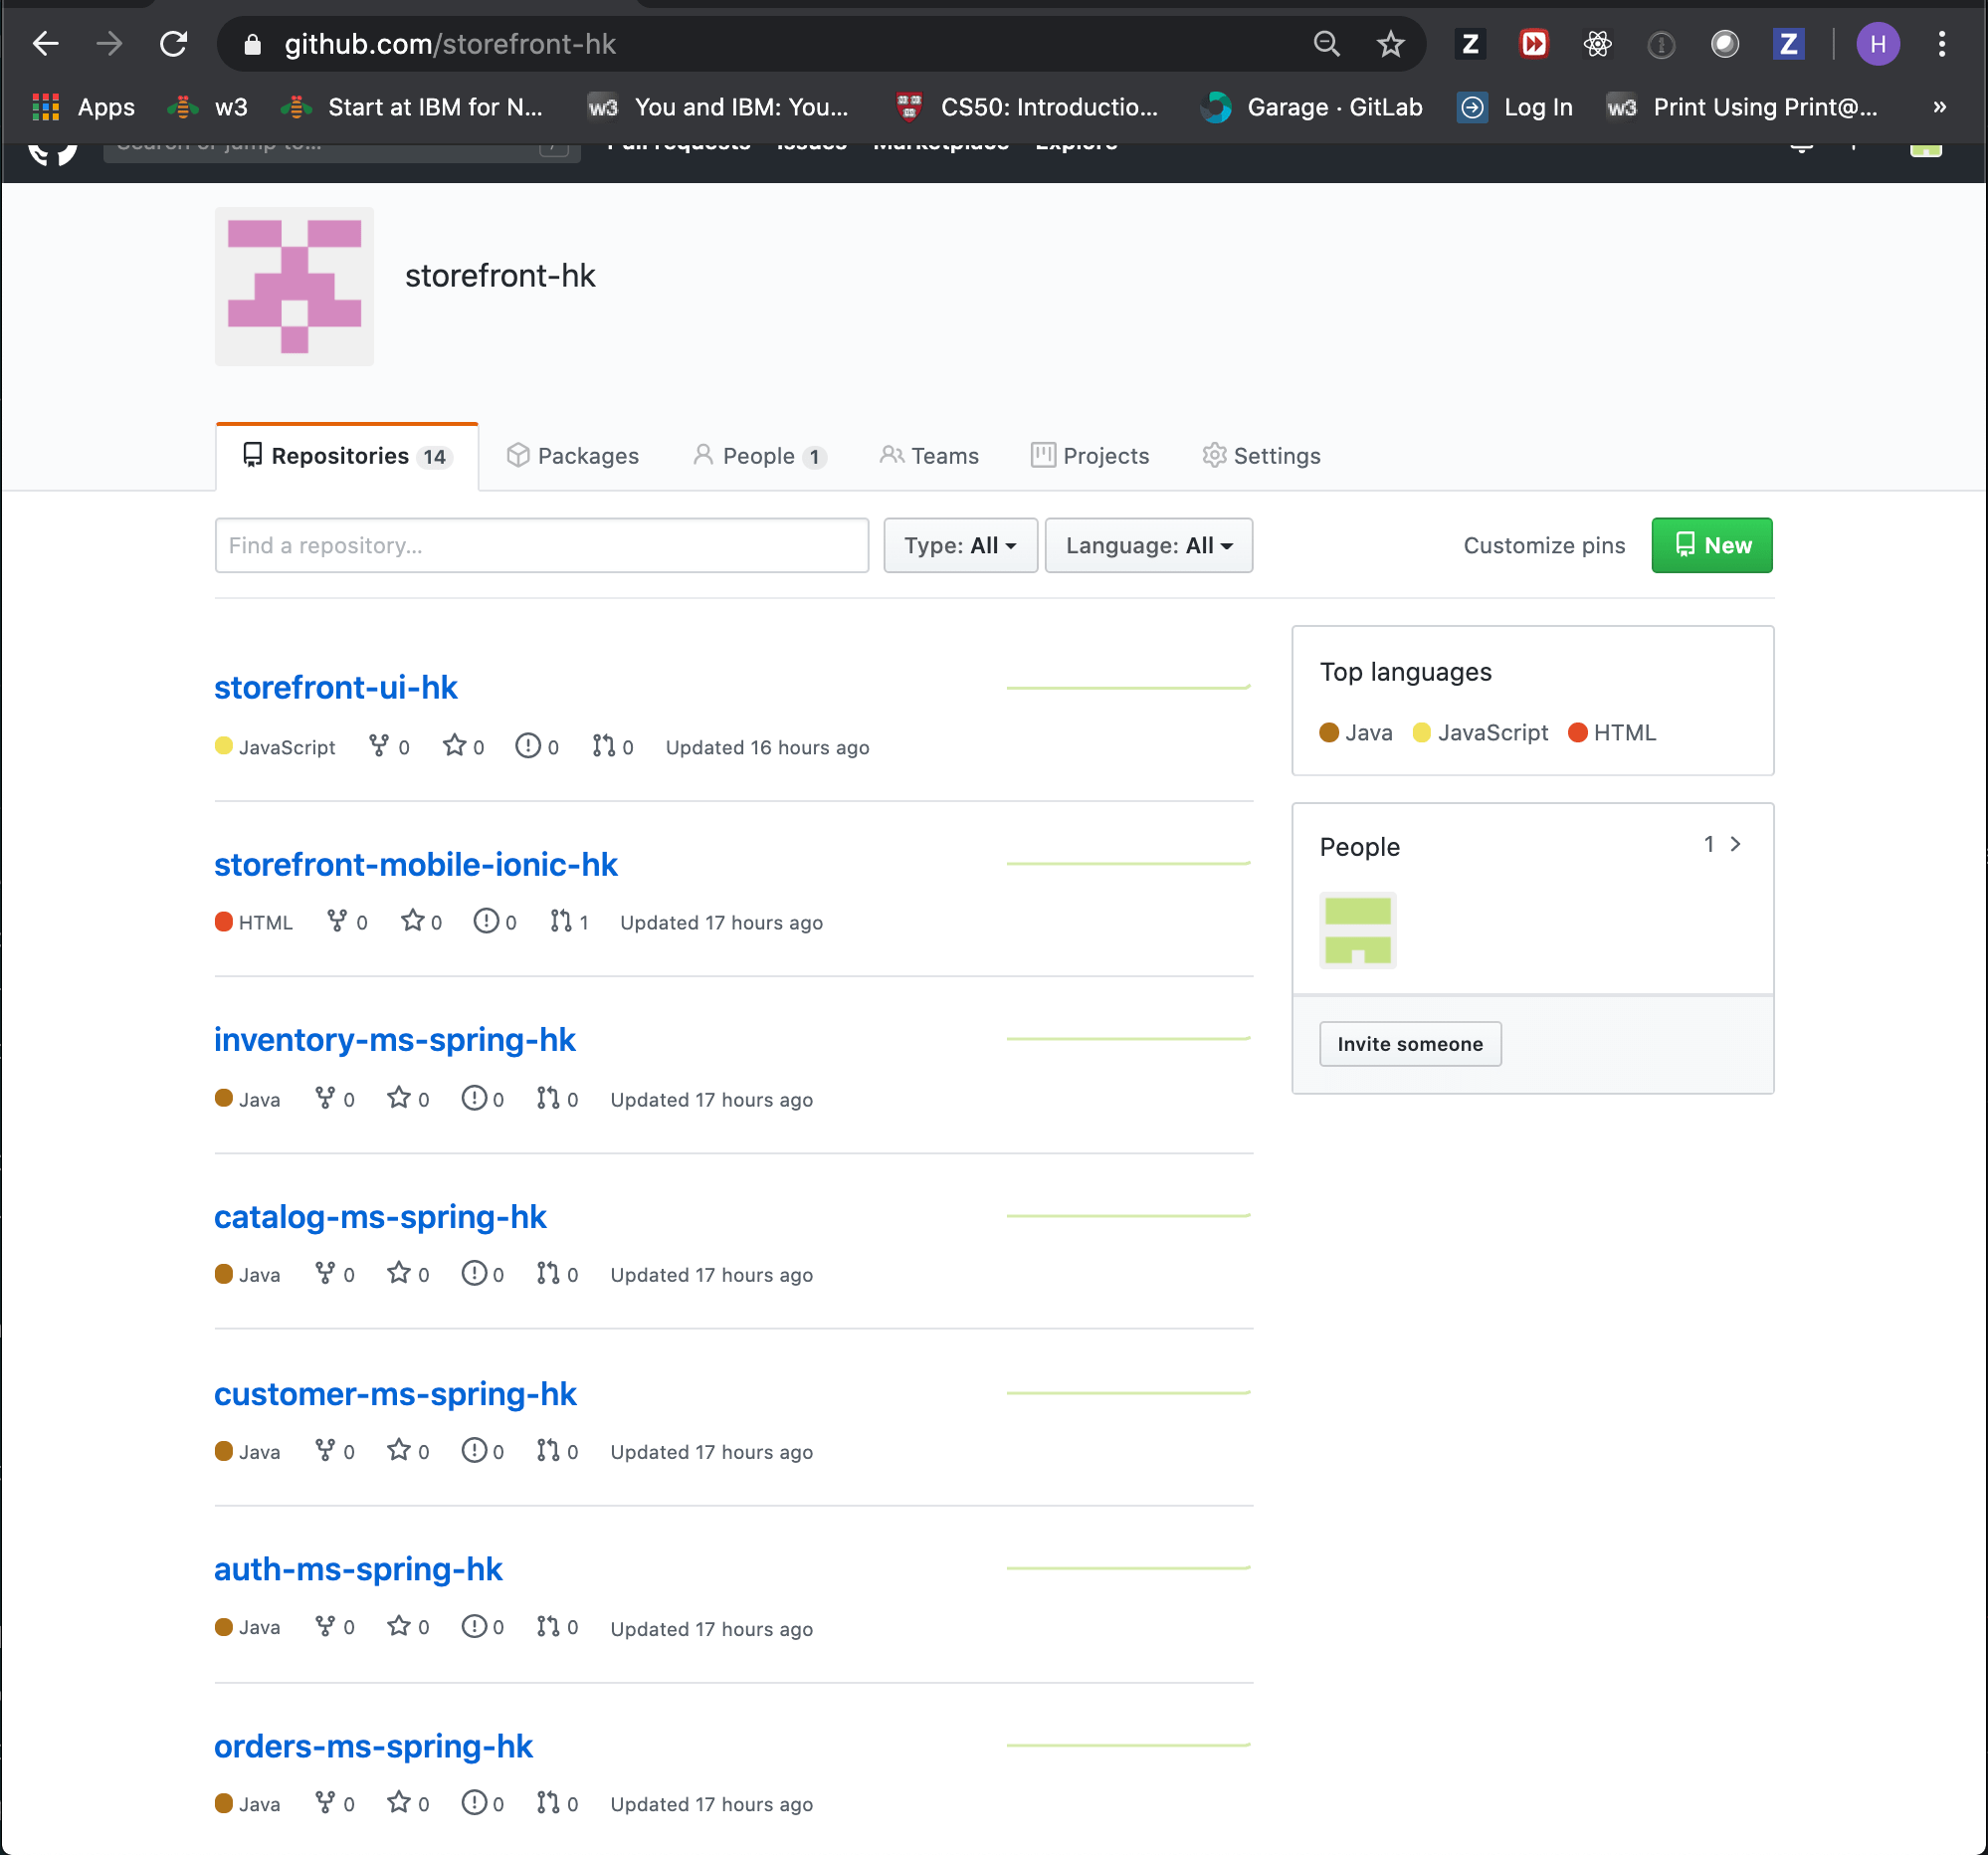 github.com/storefront-hk
Z Z H
Apps w3 Start at IBM for N... w3 You and IBM: You... CS50: Introductio... Garage · GitLab Log In w3 Print Using Print@...  »
Search or jump to... / Pull requests Issues Marketplace Explore
storefront-hk
Repositories 14 Packages People 1 Teams Projects Settings
Find a repository... Type: All Language: All Customize pins New
storefront-ui-hk
JavaScript 0 0 0 0 Updated 16 hours ago
storefront-mobile-ionic-hk
HTML 0 0 0 1 Updated 17 hours ago
inventory-ms-spring-hk
Java 0 0 0 0 Updated 17 hours ago
catalog-ms-spring-hk
Java 0 0 0 0 Updated 17 hours ago
customer-ms-spring-hk
Java 0 0 0 0 Updated 17 hours ago
auth-ms-spring-hk
Java 0 0 0 0 Updated 17 hours ago
orders-ms-spring-hk
Java 0 0 0 0 Updated 17 hours ago
Top languages
Java JavaScript HTML
People 1
Invite someone